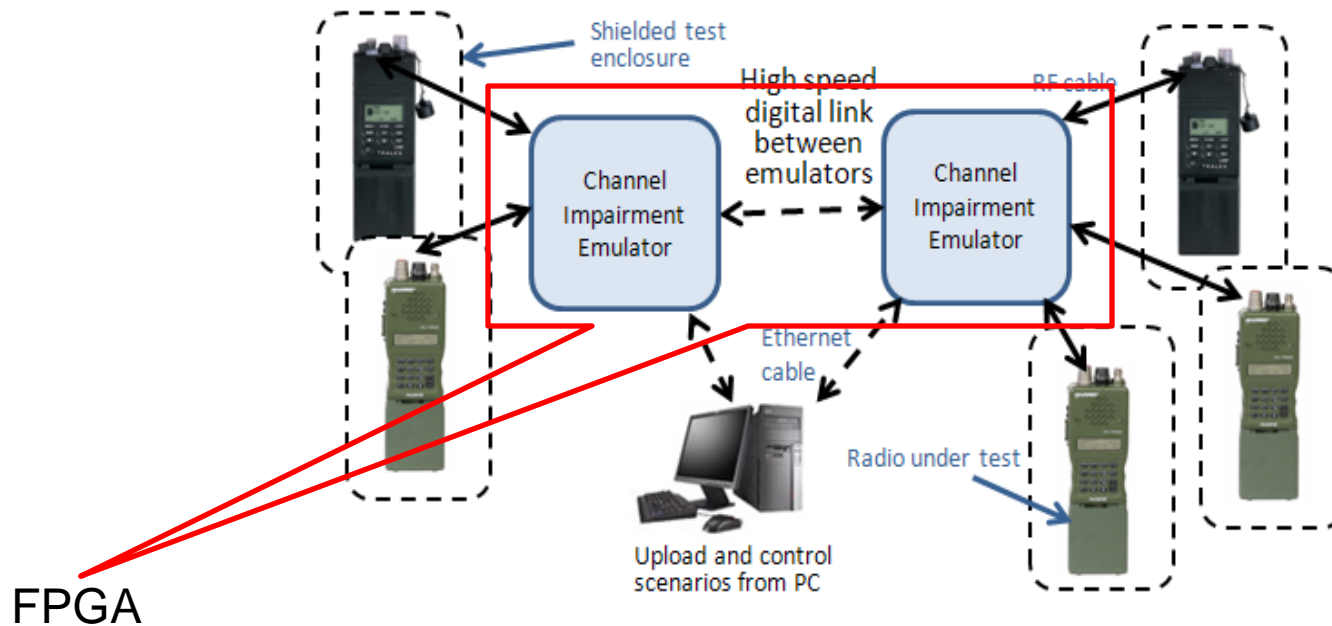 Shielded test
enclosure
High speed
digital link
between
emulators
RF cable
Channel
Impairment
Emulator
Channel
Impairment
Emulator
Ethernet
cable
Radio under test
Upload and control
scenarios from PC
FPGA
THALES